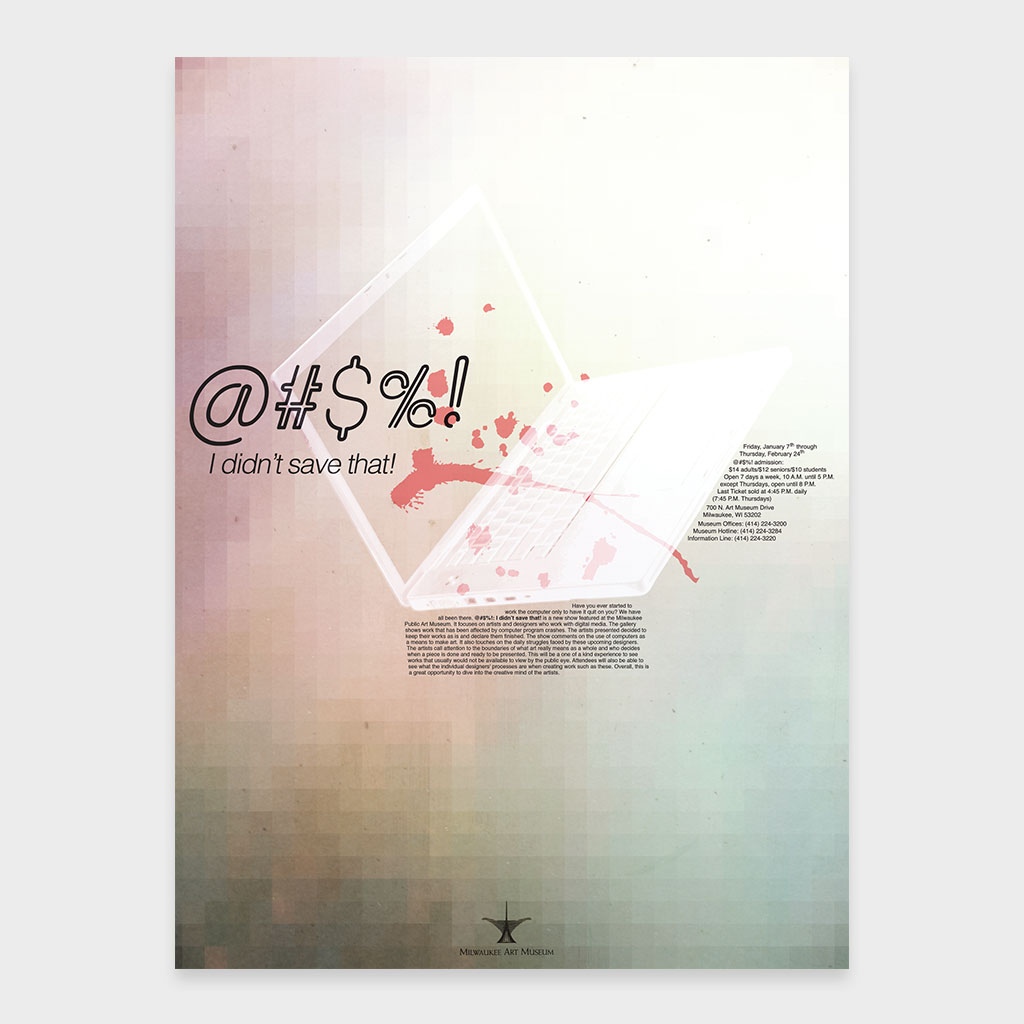 @#$%!
I didn't save that!
Friday, January 7th through
Thursday, February 24th
@#$%! admission:
$14 adults/$12 seniors/$10 students
Open 7 days a week, 10 A.M. until 5 P.M.
except Thursdays, open until 8 P.M.
Last Ticket sold at 4:45 P.M. daily
(7:45 P.M. Thursdays)
700 N. Art Museum Drive
Milwaukee, WI 53202
Museum Offices: (414) 224-3200
Museum Hotline: (414) 224-3284
Information Line: (414) 224-3220
Have you ever started to
work the computer only to have it quit on you? We have
all been there. @#$%!: I didn't save that! is a new show featured at the Milwaukee
Public Art Museum. It focuses on artists and designers who work with digital media. The gallery
shows work that has been affected by computer program crashes. The artists presented decided to
keep their works as is and declare them finished. The show comments on the use of computers as
a means to make art. It also touches on the daily struggles faced by these upcoming designers.
The artists call attention to the boundaries of what art really means as a whole and who decides
when a piece is done and ready to be presented. This will be a one of a kind experience to see
works that usually would not be available to view by the public eye. Attendees will also be able to
see what the individual designers' processes are when creating work such as these. Overall, this is
a great opportunity to dive into the creative mind of the artists.
Milwaukee Art Museum